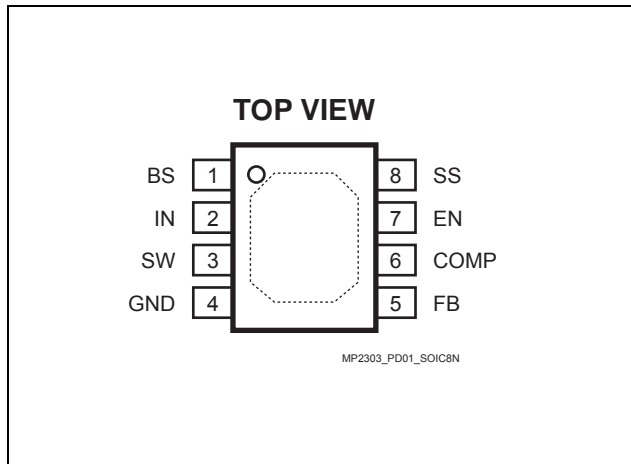 TOP VIEW
BS 1 8 SS
IN 2 7 EN
SW 3 6 COMP
GND 4 5 FB
MP2303_PD01_SOIC8N